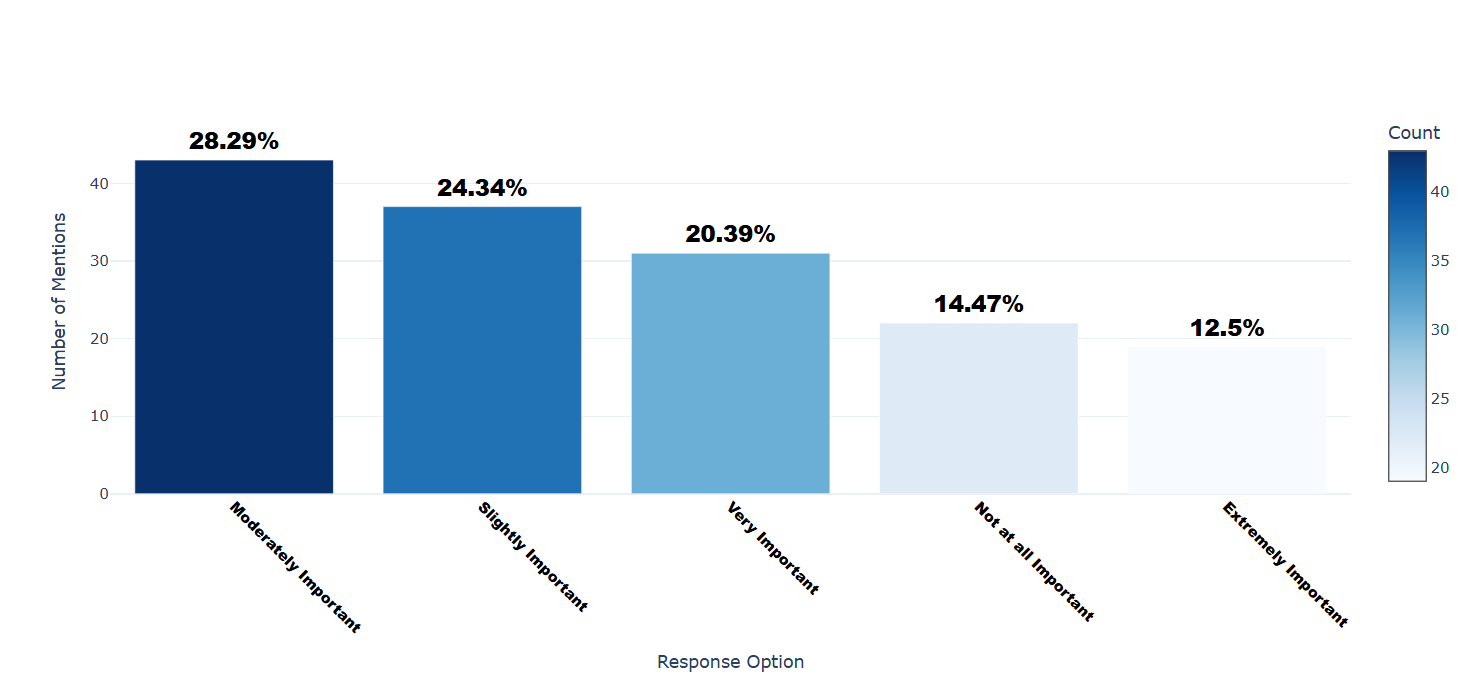 28.29%
24.34%
20.39%
14.47%
12.5%
Number of Mentions
40
30
20
10
0
Moderately Important
Slightly Important
Very Important
Not at all Important
Extremely Important
Response Option
Count
40
35
30
25
20